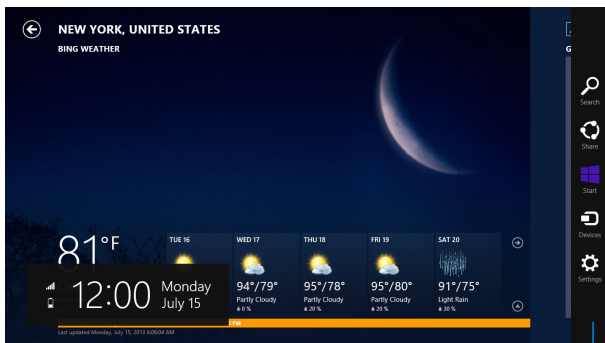 NEW YORK, UNITED STATES
BING WEATHER
G
Search
Share
Start
Devices
Settings
81°F
TUE 16
WED 17
94°/79°
Partly Cloudy
0 %
THU 18
95°/78°
Partly Cloudy
20 %
FRI 19
95°/80°
Partly Cloudy
20 %
SAT 20
91°/75°
Light Rain
30 %
12:00
Monday
July 15
PM
Last updated Monday, July 15, 2013 6:06:04 AM